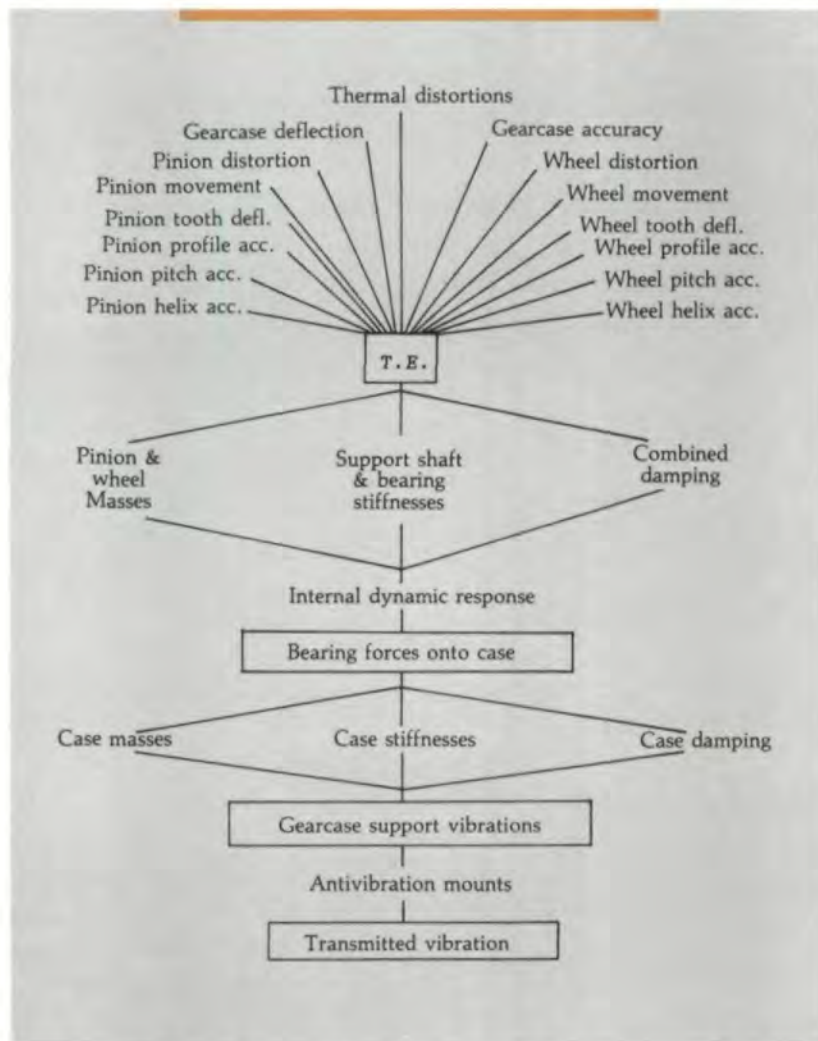 Thermal distortions
Gearcase deflection
Gearcase accuracy
Pinion distortion
Wheel distortion
Pinion movement
Wheel movement
Pinion tooth defl.
Wheel tooth defl.
Pinion profile acc.
Wheel profile acc.
Pinion pitch acc.
Wheel pitch acc.
Pinion helix acc.
Wheel helix acc.
T.E.
Pinion &
wheel
Masses
Support shaft
& bearing
stiffnesses
Combined
damping
Internal dynamic response
Bearing forces onto case
Case masses
Case stiffnesses
Case damping
Gearcase support vibrations
Antivibration mounts
Transmitted vibration